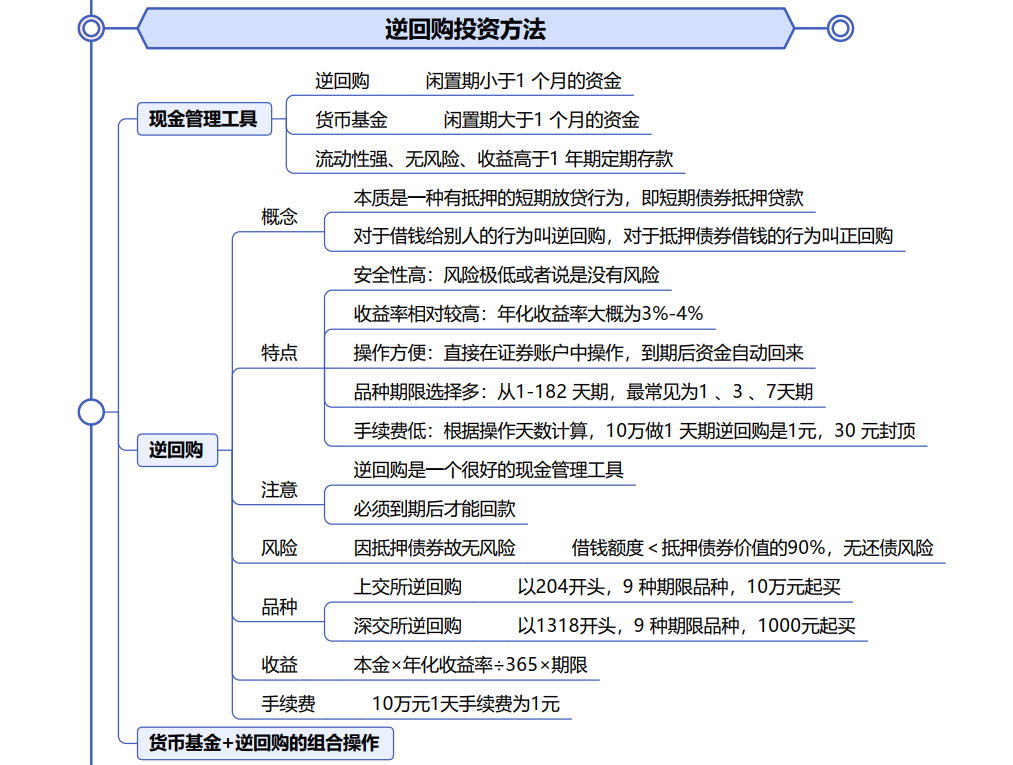 逆回购投资方法
现金管理工具
逆回购 闲置期小于1 个月的资金
货币基金 闲置期大于1 个月的资金
流动性强、无风险、收益高于1 年期定期存款
逆回购
概念
本质是一种有抵押的短期放贷行为，即短期债券抵押贷款
对于借钱给别人的行为叫逆回购，对于抵押债券借钱的行为叫正回购
特点
安全性高：风险极低或者说是没有风险
收益率相对较高：年化收益率大概为3%-4%
操作方便：直接在证券账户中操作，到期后资金自动回来
品种期限选择多：从1-182 天期，最常见为1 、3 、7天期
手续费低：根据操作天数计算，10万做1 天期逆回购是1元，30 元封顶
注意
逆回购是一个很好的现金管理工具
必须到期后才能回款
风险 因抵押债券故无风险 借钱额度＜抵押债券价值的90%，无还债风险
品种
上交所逆回购 以204开头，9 种期限品种，10万元起买
深交所逆回购 以1318开头，9 种期限品种，1000元起买
收益 本金×年化收益率÷365×期限
手续费 10万元1天手续费为1元
货币基金+逆回购的组合操作